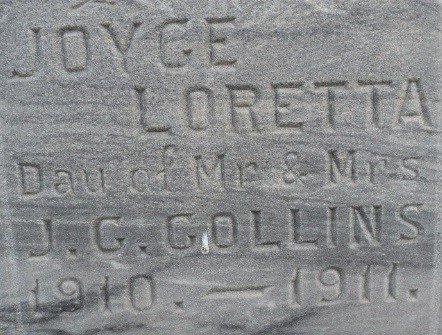 JOYCE
LORETTA
Dau of Mr & Mrs
J. C. COLLINS
1910. — 1911.